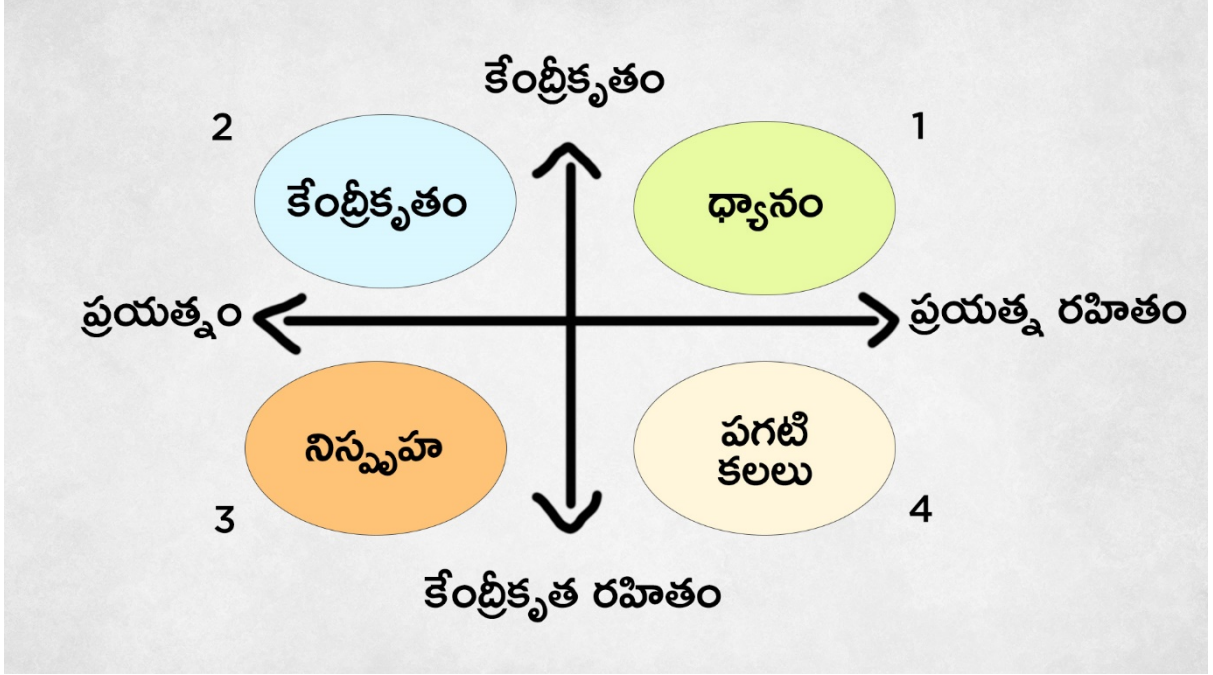 కేంద్రీకృతం
2
1
కేంద్రీకృతం
ధ్యానం
ప్రయత్నం
ప్రయత్న రహితం
నిస్పృహ
పగటి
కలలు
3
4
కేంద్రీకృత రహితం